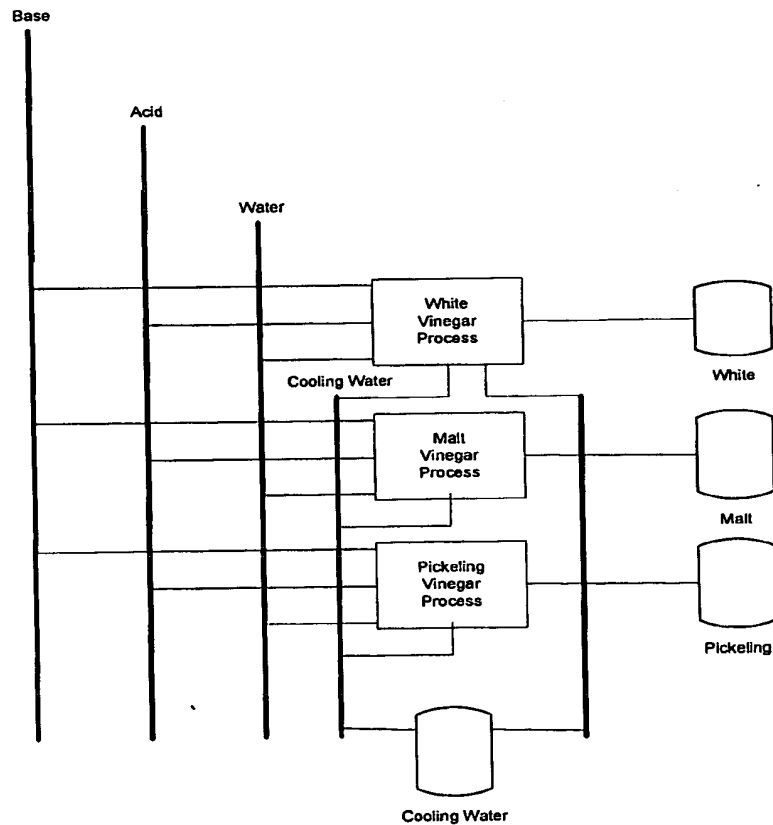 Base
Acid
Water
White
Vinegar
Process
White
Cooling Water
Malt
Vinegar
Process
Malt
Pickeling
Vinegar
Process
Pickeling
Cooling Water